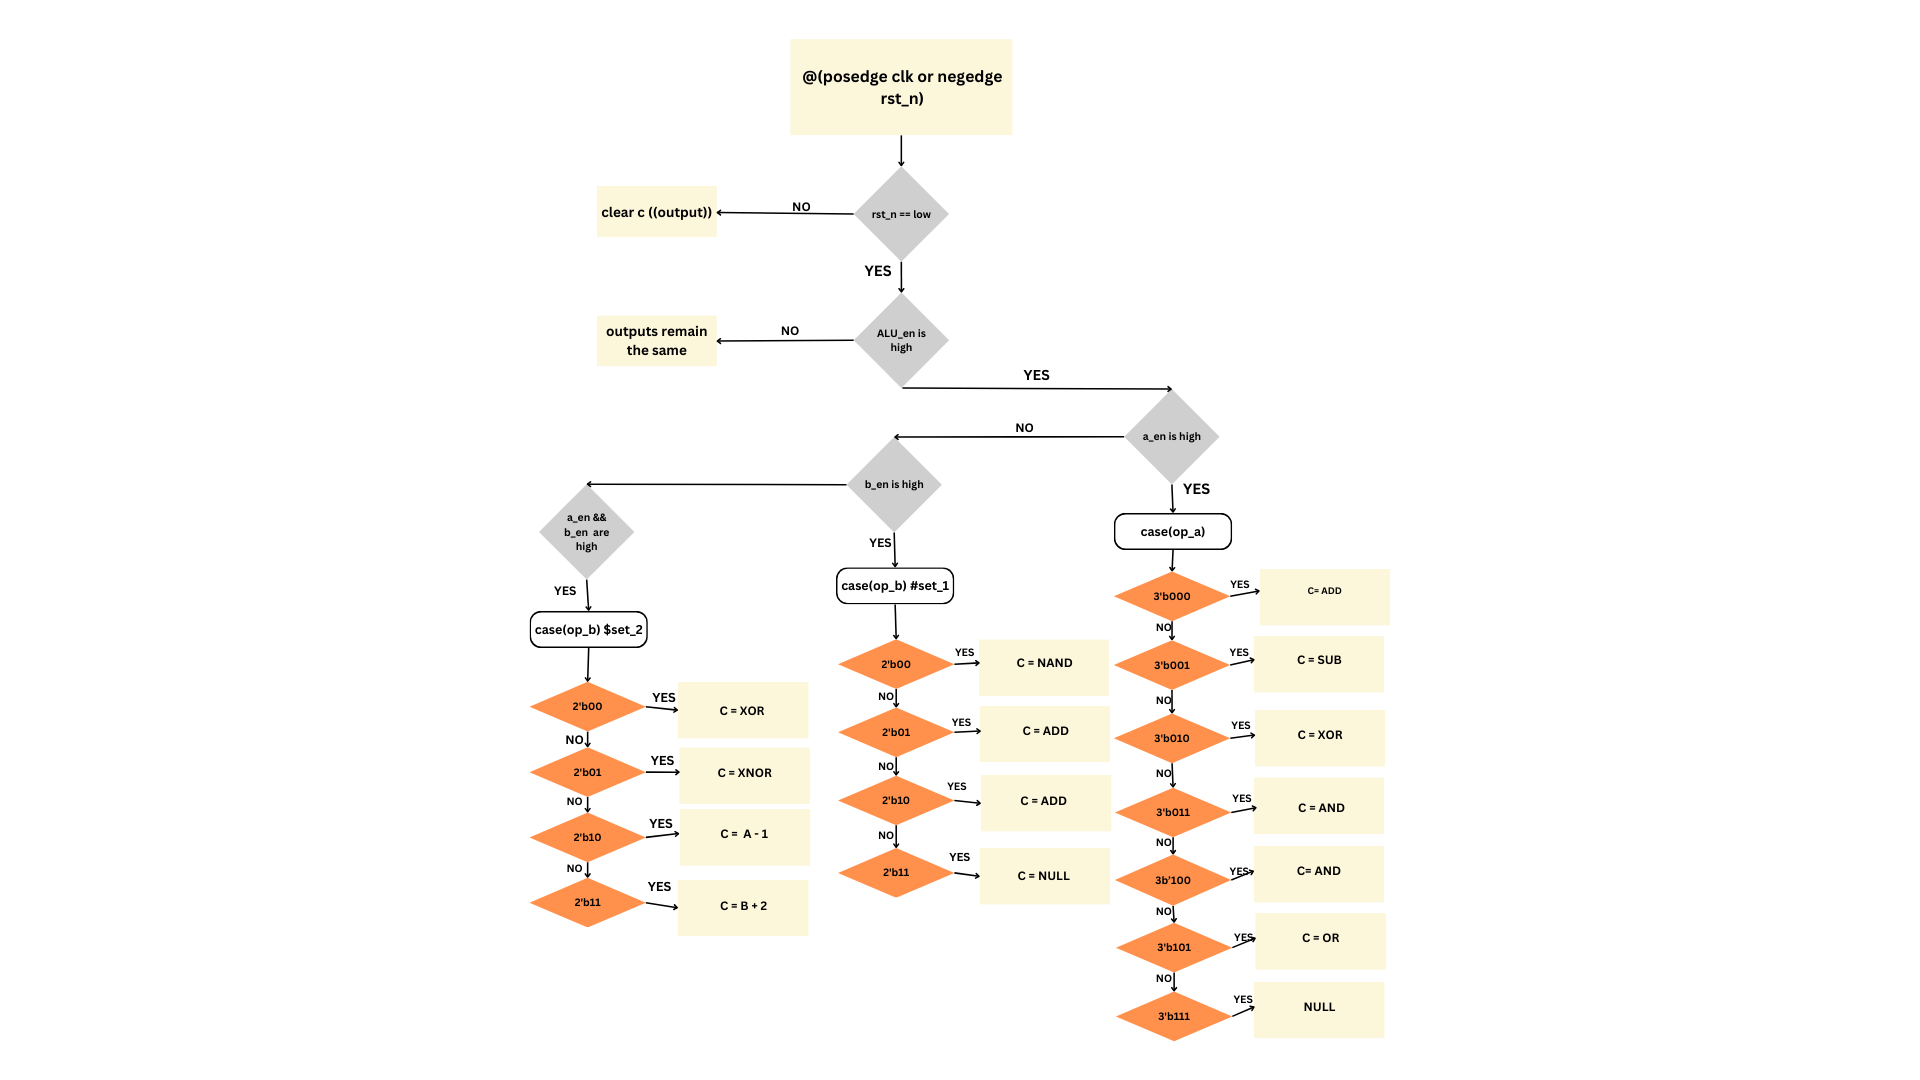 @(posedge clk or negedge
rst_n)
rst_n == low
NO
clear c ((output))
YES
ALU_en is
high
NO
outputs remain
the same
YES
a_en is high
NO
b_en is high
a_en &&
b_en are
high
YES
case(op_b) $set_2
2'b00
YES
C = XOR
NO
2'b01
YES
C = XNOR
NO
2'b10
YES
C = A - 1
NO
2'b11
YES
C = B + 2
YES
case(op_b) #set_1
2'b00
YES
C = NAND
NO
2'b01
YES
C = ADD
NO
2'b10
YES
C = ADD
NO
2'b11
YES
C = NULL
YES
case(op_a)
3'b000
YES
C= ADD
NO
3'b001
YES
C = SUB
NO
3'b010
YES
C = XOR
NO
3'b011
YES
C = AND
NO
3b'100
YES
C= AND
NO
3'b101
YES
C = OR
NO
3'b111
YES
NULL